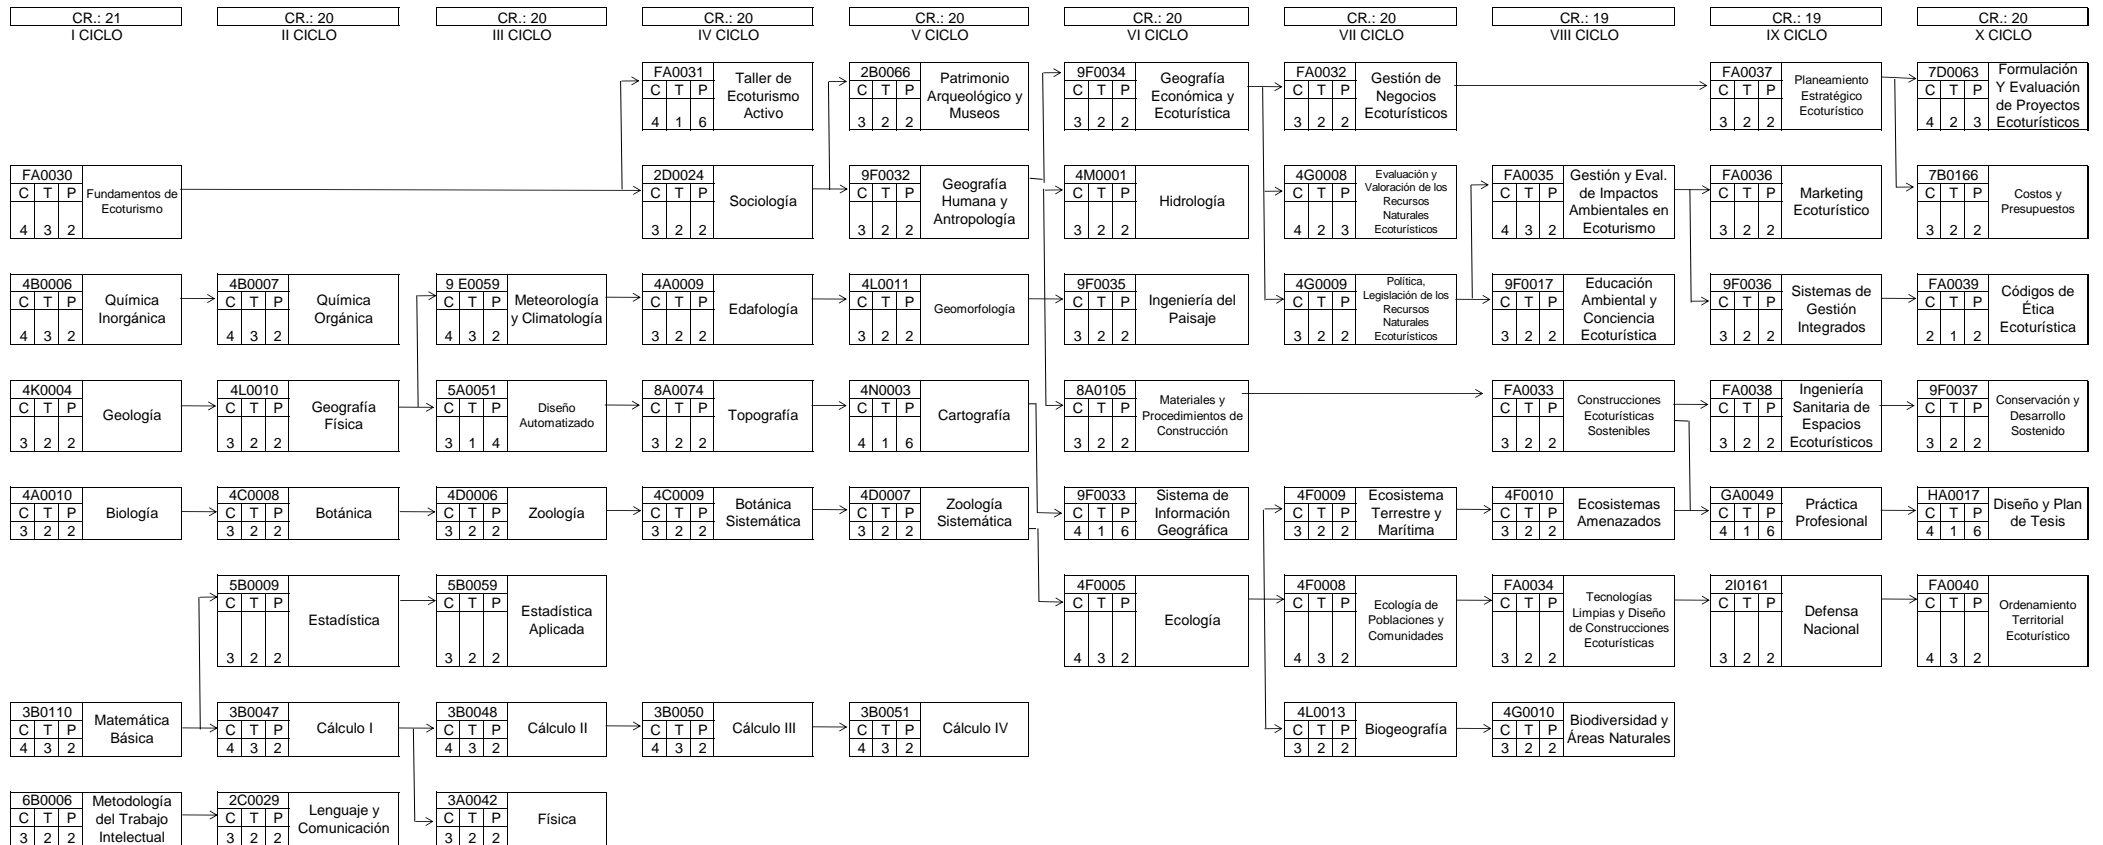 CR.: 21
CR.: 20
CR.: 20
CR.: 20
CR.: 20
CR.: 20
CR.: 20
CR.: 19
CR.: 19
CR.: 20
I CICLO
II CICLO
III CICLO
IV CICLO
V CICLO
VI CICLO
VII CICLO
VIII CICLO
IX CICLO
X CICLO
FA0031
C T P
4 1 6
Taller de
Ecoturismo
Activo
2B0066
C T P
3 2 2
Patrimonio
Arqueológico y
Museos
9F0034
C T P
3 2 2
Geografía
Económica y
Ecoturística
FA0032
C T P
3 2 2
Gestión de
Negocios
Ecoturísticos
FA0037
C T P
3 2 2
Planeamiento
Estratégico
Ecoturístico
7D0063
C T P
4 2 3
Formulación
Y Evaluación
de Proyectos
Ecoturísticos
FA0030
C T P
4 3 2
Fundamentos de
Ecoturismo
2D0024
C T P
3 2 2
Sociología
9F0032
C T P
3 2 2
Geografía
Humana y
Antropología
4M0001
C T P
3 2 2
Hidrología
4G0008
C T P
4 2 3
Evaluación y
Valoración de los
Recursos
Naturales
Ecoturísticos
FA0035
C T P
4 3 2
Gestión y Eval.
de Impactos
Ambientales en
Ecoturismo
FA0036
C T P
3 2 2
Marketing
Ecoturístico
7B0166
C T P
3 2 2
Costos y
Presupuestos
4B0006
C T P
4 3 2
Química
Inorgánica
4B0007
C T P
4 3 2
Química
Orgánica
9 E0059
C T P
4 3 2
Meteorología
y Climatología
4A0009
C T P
3 2 2
Edafología
4L0011
C T P
3 2 2
Geomorfología
9F0035
C T P
3 2 2
Ingeniería del
Paisaje
4G0009
C T P
3 2 2
Política,
Legislación de los
Recursos
Naturales
Ecoturísticos
9F0017
C T P
3 2 2
Educación
Ambiental y
Conciencia
Ecoturística
9F0036
C T P
3 2 2
Sistemas de
Gestión
Integrados
FA0039
C T P
2 1 2
Códigos de
Ética
Ecoturística
4K0004
C T P
3 2 2
Geología
4L0010
C T P
3 2 2
Geografía
Física
5A0051
C T P
3 1 4
Diseño
Automatizado
8A0074
C T P
3 2 2
Topografía
4N0003
C T P
4 1 6
Cartografía
8A0105
C T P
3 2 2
Materiales y
Procedimientos de
Construcción
FA0033
C T P
3 2 2
Construcciones
Ecoturísticas
Sostenibles
FA0038
C T P
3 2 2
Ingeniería
Sanitaria de
Espacios
Ecoturísticos
9F0037
C T P
3 2 2
Conservación y
Desarrollo
Sostenido
4A0010
C T P
3 2 2
Biología
4C0008
C T P
3 2 2
Botánica
4D0006
C T P
3 2 2
Zoología
4C0009
C T P
3 2 2
Botánica
Sistemática
4D0007
C T P
3 2 2
Zoología
Sistemática
9F0033
C T P
4 1 6
Sistema de
Información
Geográfica
4F0009
C T P
3 2 2
Ecosistema
Terrestre y
Marítima
4F0010
C T P
3 2 2
Ecosistemas
Amenazados
GA0049
C T P
4 1 6
Práctica
Profesional
HA0017
C T P
4 1 6
Diseño y Plan
de Tesis
5B0009
C T P
3 2 2
Estadística
5B0059
C T P
3 2 2
Estadística
Aplicada
4F0005
C T P
4 3 2
Ecología
4F0008
C T P
4 3 2
Ecología de
Poblaciones y
Comunidades
FA0034
C T P
3 2 2
Tecnologías
Limpias y Diseño
de Construcciones
Ecoturísticas
2I0161
C T P
3 2 2
Defensa
Nacional
FA0040
C T P
4 3 2
Ordenamiento
Territorial
Ecoturístico
3B0110
C T P
4 3 2
Matemática
Básica
3B0047
C T P
4 3 2
Cálculo I
3B0048
C T P
4 3 2
Cálculo II
3B0050
C T P
4 3 2
Cálculo III
3B0051
C T P
4 3 2
Cálculo IV
4L0013
C T P
3 2 2
Biogeografía
4G0010
C T P
3 2 2
Biodiversidad y
Áreas Naturales
6B0006
C T P
3 2 2
Metodología
del Trabajo
Intelectual
2C0029
C T P
3 2 2
Lenguaje y
Comunicación
3A0042
C T P
3 2 2
Física